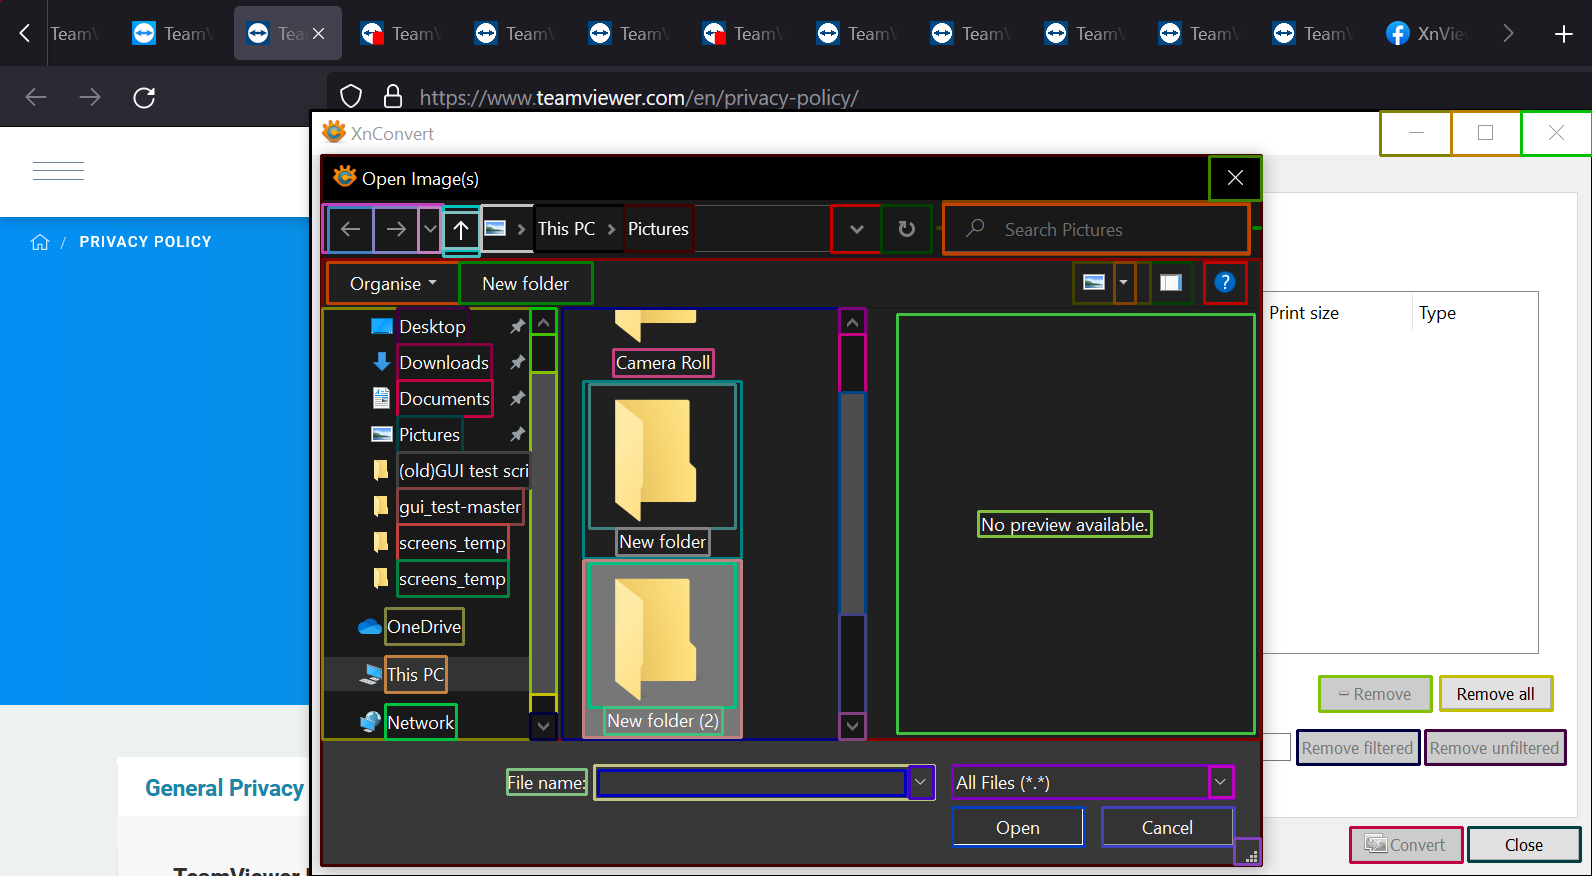 TeamV TeamV Tea TeamV TeamV TeamV TeamV TeamV TeamV TeamV TeamV TeamV XnVie
https://www.teamviewer.com/en/privacy-policy/
XnConvert
Open Image(s)
This PC Pictures
Search Pictures
/ PRIVACY POLICY
Organise New folder
Print size Type
Desktop
Downloads
Documents
Pictures
(old)GUI test scri
gui_test-master
screens_temp
screens_temp
OneDrive
This PC
Network
Camera Roll
New folder
New folder (2)
No preview available.
Remove Remove all
Remove filtered Remove unfiltered
File name:
All Files (*.*)
Open Cancel
General Privacy
Convert Close
TeamViewer